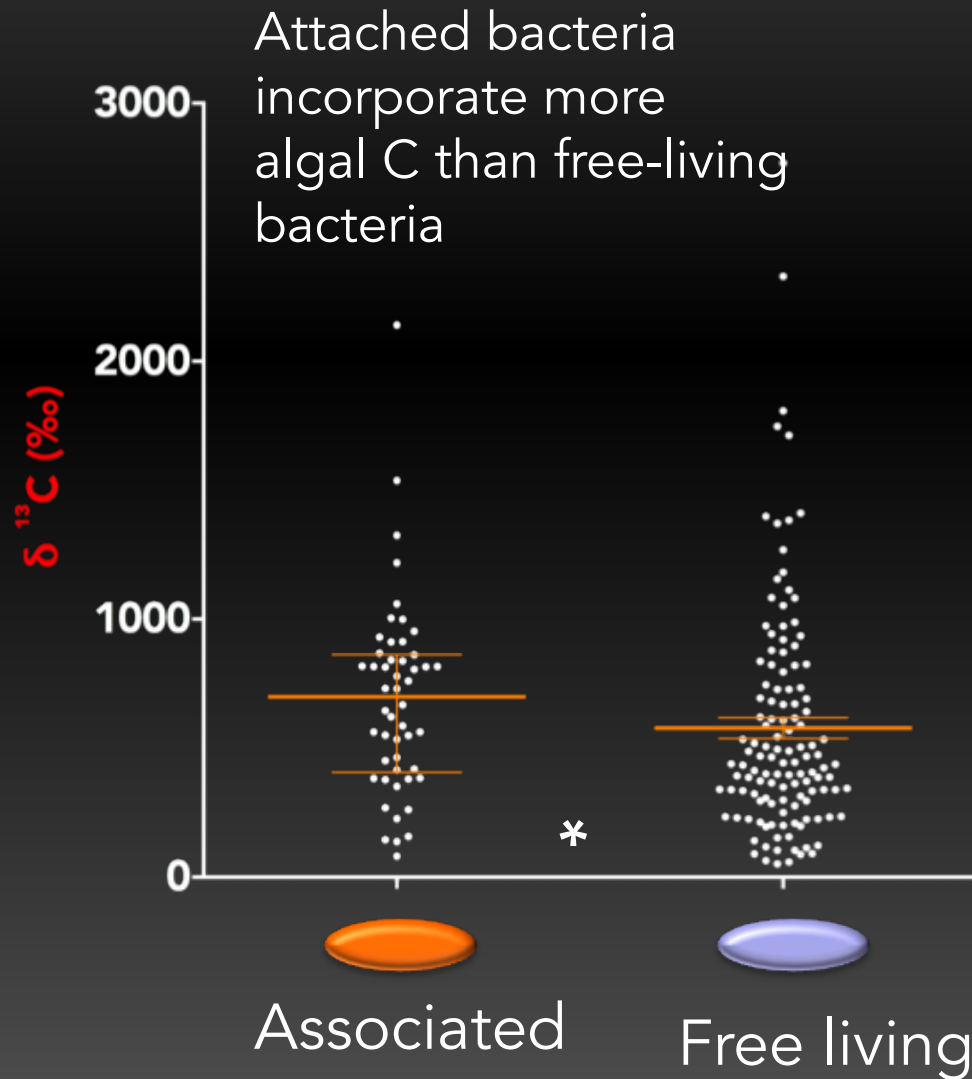 Attached bacteria
incorporate more
algal C than free-living
bacteria
3000
2000
1000
0
δ ¹³C (‰)
*
Associated
Free living